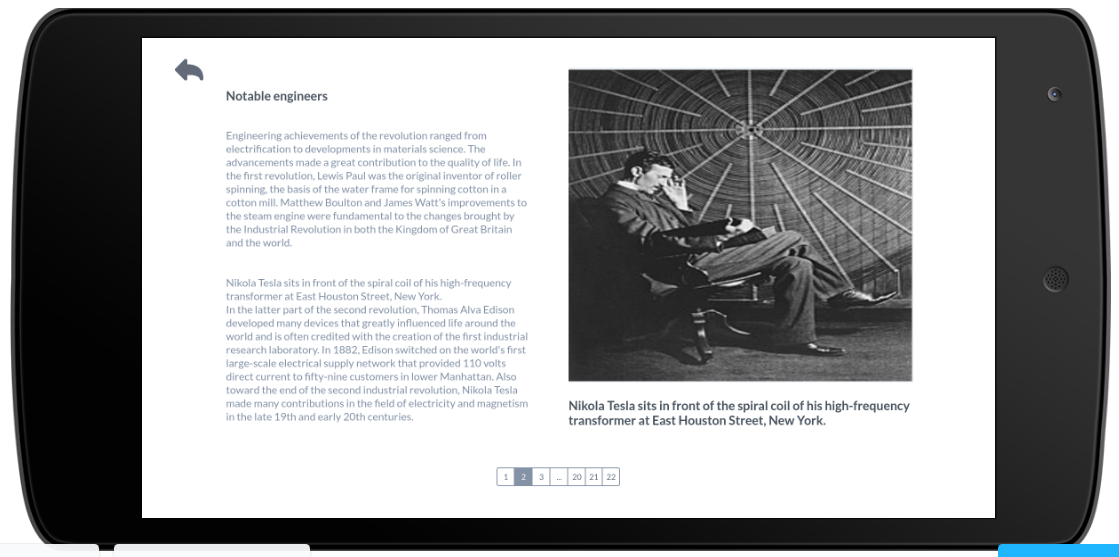 Notable engineers
Engineering achievements of the revolution ranged from
electrification to developments in materials science. The
advancements made a great contribution to the quality of life. In
the first revolution, Lewis Paul was the original inventor of roller
spinning, the basis of the water frame for spinning cotton in a
cotton mill. Matthew Boulton and James Watt's improvements to
the steam engine were fundamental to the changes brought by
the Industrial Revolution in both the Kingdom of Great Britain
and the world.
Nikola Tesla sits in front of the spiral coil of his high-frequency
transformer at East Houston Street, New York.
In the latter part of the second revolution, Thomas Alva Edison
developed many devices that greatly influenced life around the
world and is often credited with the creation of the first industrial
research laboratory. In 1882, Edison switched on the world's first
large-scale electrical supply network that provided 110 volts
direct current to fifty-nine customers in lower Manhattan. Also
toward the end of the second industrial revolution, Nikola Tesla
made many contributions in the field of electricity and magnetism
in the late 19th and early 20th centuries.
Nikola Tesla sits in front of the spiral coil of his high-frequency
transformer at East Houston Street, New York.
1 2 3 ... 20 21 22